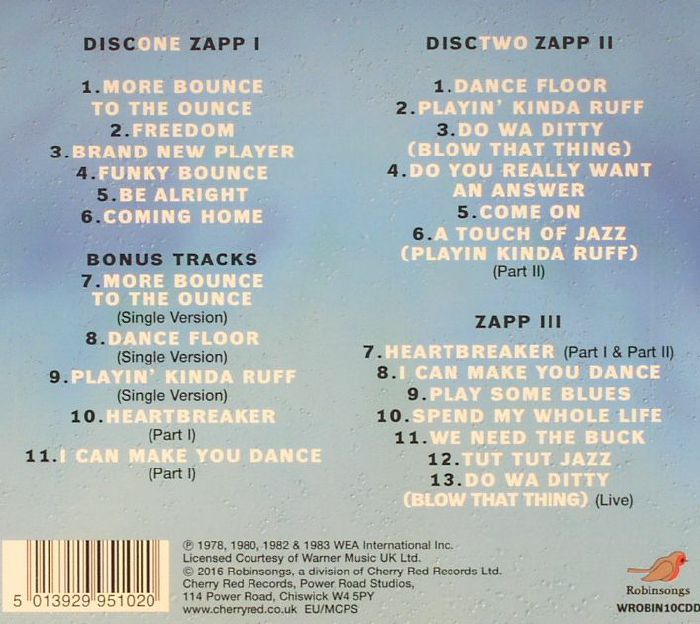 DISCONE ZAPP I
1.MORE BOUNCE
TO THE OUNCE
2.FREEDOM
3.BRAND NEW PLAYER
4.FUNKY BOUNCE
5.BE ALRIGHT
6.COMING HOME
BONUS TRACKS
7.MORE BOUNCE
TO THE OUNCE
(Single Version)
8.DANCE FLOOR
(Single Version)
9.PLAYIN' KINDA RUFF
(Single Version)
10.HEARTBREAKER
(Part I)
11.I CAN MAKE YOU DANCE
(Part I)
DISCTWO ZAPP II
1.DANCE FLOOR
2.PLAYIN' KINDA RUFF
3.DO WA DITTY
(BLOW THAT THING)
4.DO YOU REALLY WANT
AN ANSWER
5.COME ON
6.A TOUCH OF JAZZ
(PLAYIN KINDA RUFF)
(Part II)
ZAPP III
7.HEARTBREAKER (Part I & Part II)
8.I CAN MAKE YOU DANCE
9.PLAY SOME BLUES
10.SPEND MY WHOLE LIFE
11.WE NEED THE BUCK
12.TUT TUT JAZZ
13.DO WA DITTY
(BLOW THAT THING) (Live)
5 013929 951020
℗ 1978, 1980, 1982 & 1983 WEA International Inc.
Licensed Courtesy of Warner Music UK Ltd.
© 2016 Robinsongs, a division of Cherry Red Records Ltd.
Cherry Red Records, Power Road Studios,
114 Power Road, Chiswick W4 5PY
www.cherryred.co.uk EU/MCPS
Robinsongs
WROBIN10CDD